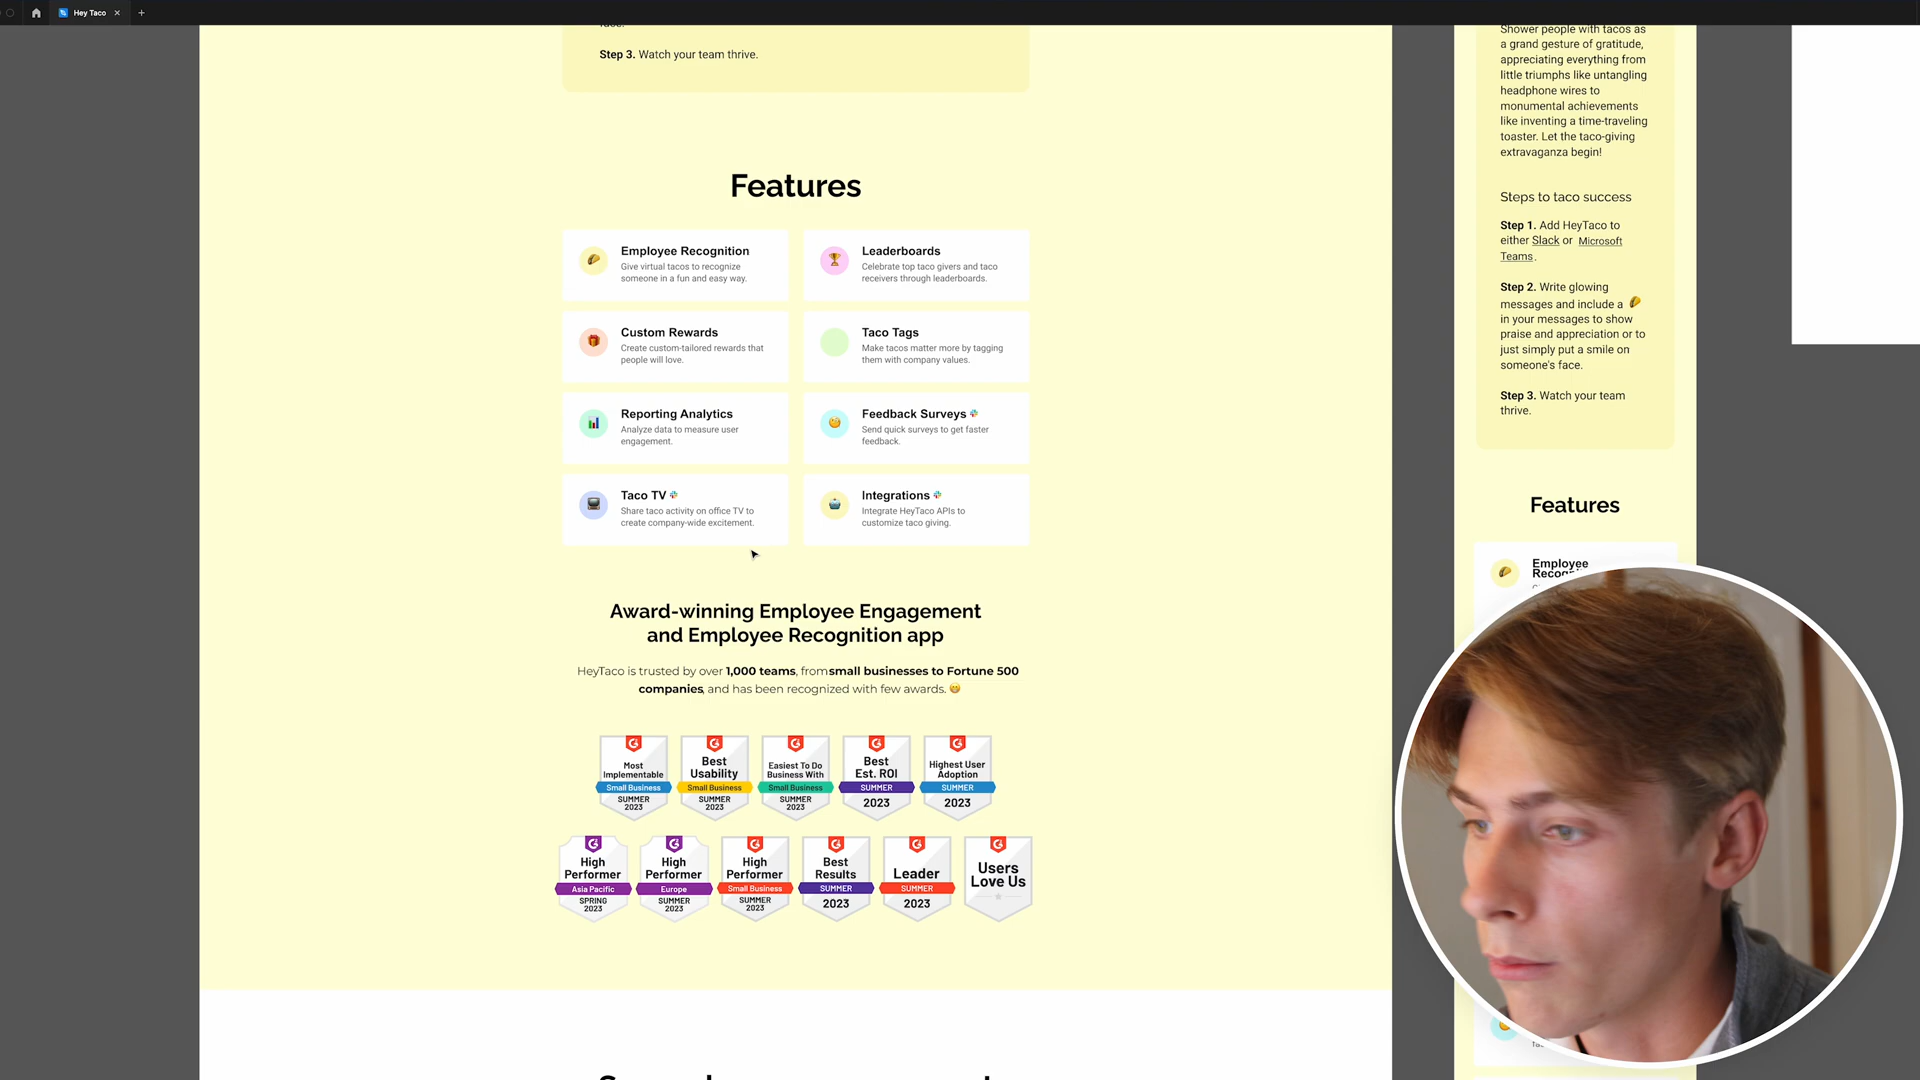 Hey Taco
Step 3. Watch your team thrive.
Features
Employee Recognition
Give virtual tacos to recognize
someone in a fun and easy way.
Leaderboards
Celebrate top taco givers and taco
receivers through leaderboards.
Custom Rewards
Create custom-tailored rewards that
people will love.
Taco Tags
Make tacos matter more by tagging
them with company values.
Reporting Analytics
Analyze data to measure user
engagement.
Feedback Surveys
Send quick surveys to get faster
feedback.
Taco TV
Share taco activity on office TV to
create company-wide excitement.
Integrations
Integrate HeyTaco APIs to
customize taco giving.
Award-winning Employee Engagement
and Employee Recognition app
HeyTaco is trusted by over 1,000 teams, from small businesses to Fortune 500
companies, and has been recognized with few awards.
Most
Implementable
Small Business
SUMMER
2023
Best
Usability
Small Business
SUMMER
2023
Easiest To Do
Business With
Small Business
SUMMER
2023
Best
Est. ROI
SUMMER
2023
Highest User
Adoption
SUMMER
2023
High
Performer
Asia Pacific
SPRING
2023
High
Performer
Europe
SUMMER
2023
High
Performer
Small Business
SUMMER
2023
Best
Results
SUMMER
2023
Leader
SUMMER
2023
Users
Love Us
Shower people with tacos as
a grand gesture of gratitude,
appreciating everything from
little triumphs like untangling
headphone wires to
monumental achievements
like inventing a time-traveling
toaster. Let the taco-giving
extravaganza begin!
Steps to taco success
Step 1. Add HeyTaco to
either Slack or Microsoft
Teams.
Step 2. Write glowing
messages and include a
in your messages to show
praise and appreciation or to
just simply put a smile on
someone's face.
Step 3. Watch your team
thrive.
Features
Employee